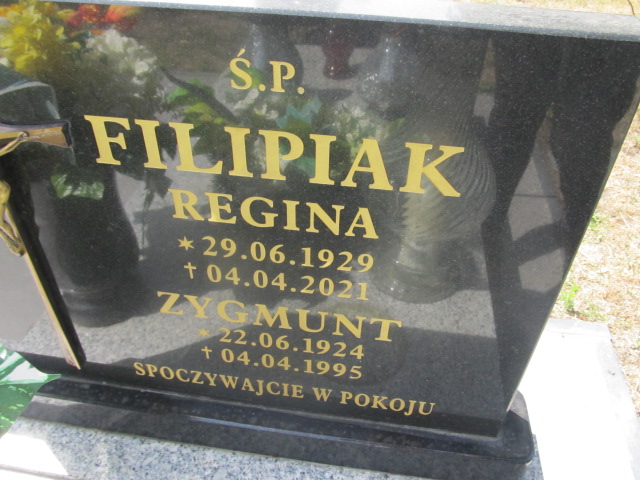 Ś.P.
FILIPIAK
REGINA
✶ 29.06.1929
† 04.04.2021
ZYGMUNT
✶ 22.06.1924
† 04.04.1995
SPOCZYWAJCIE W POKOJU